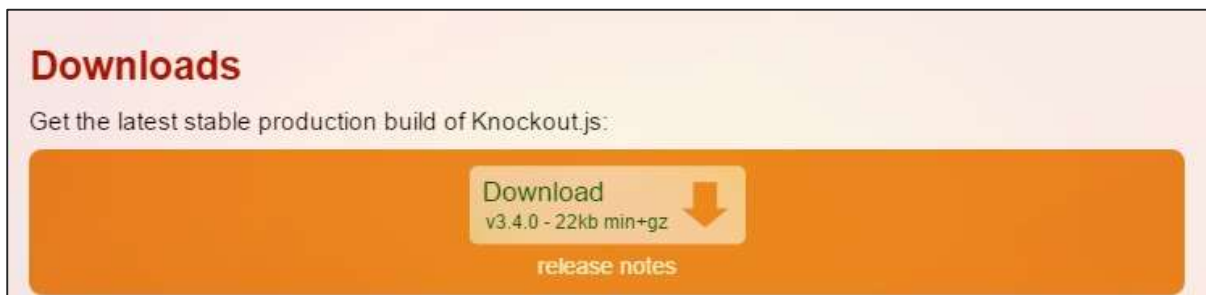 Downloads
Get the latest stable production build of Knockout.js:
Download
v3.4.0 - 22kb min+gz
release notes